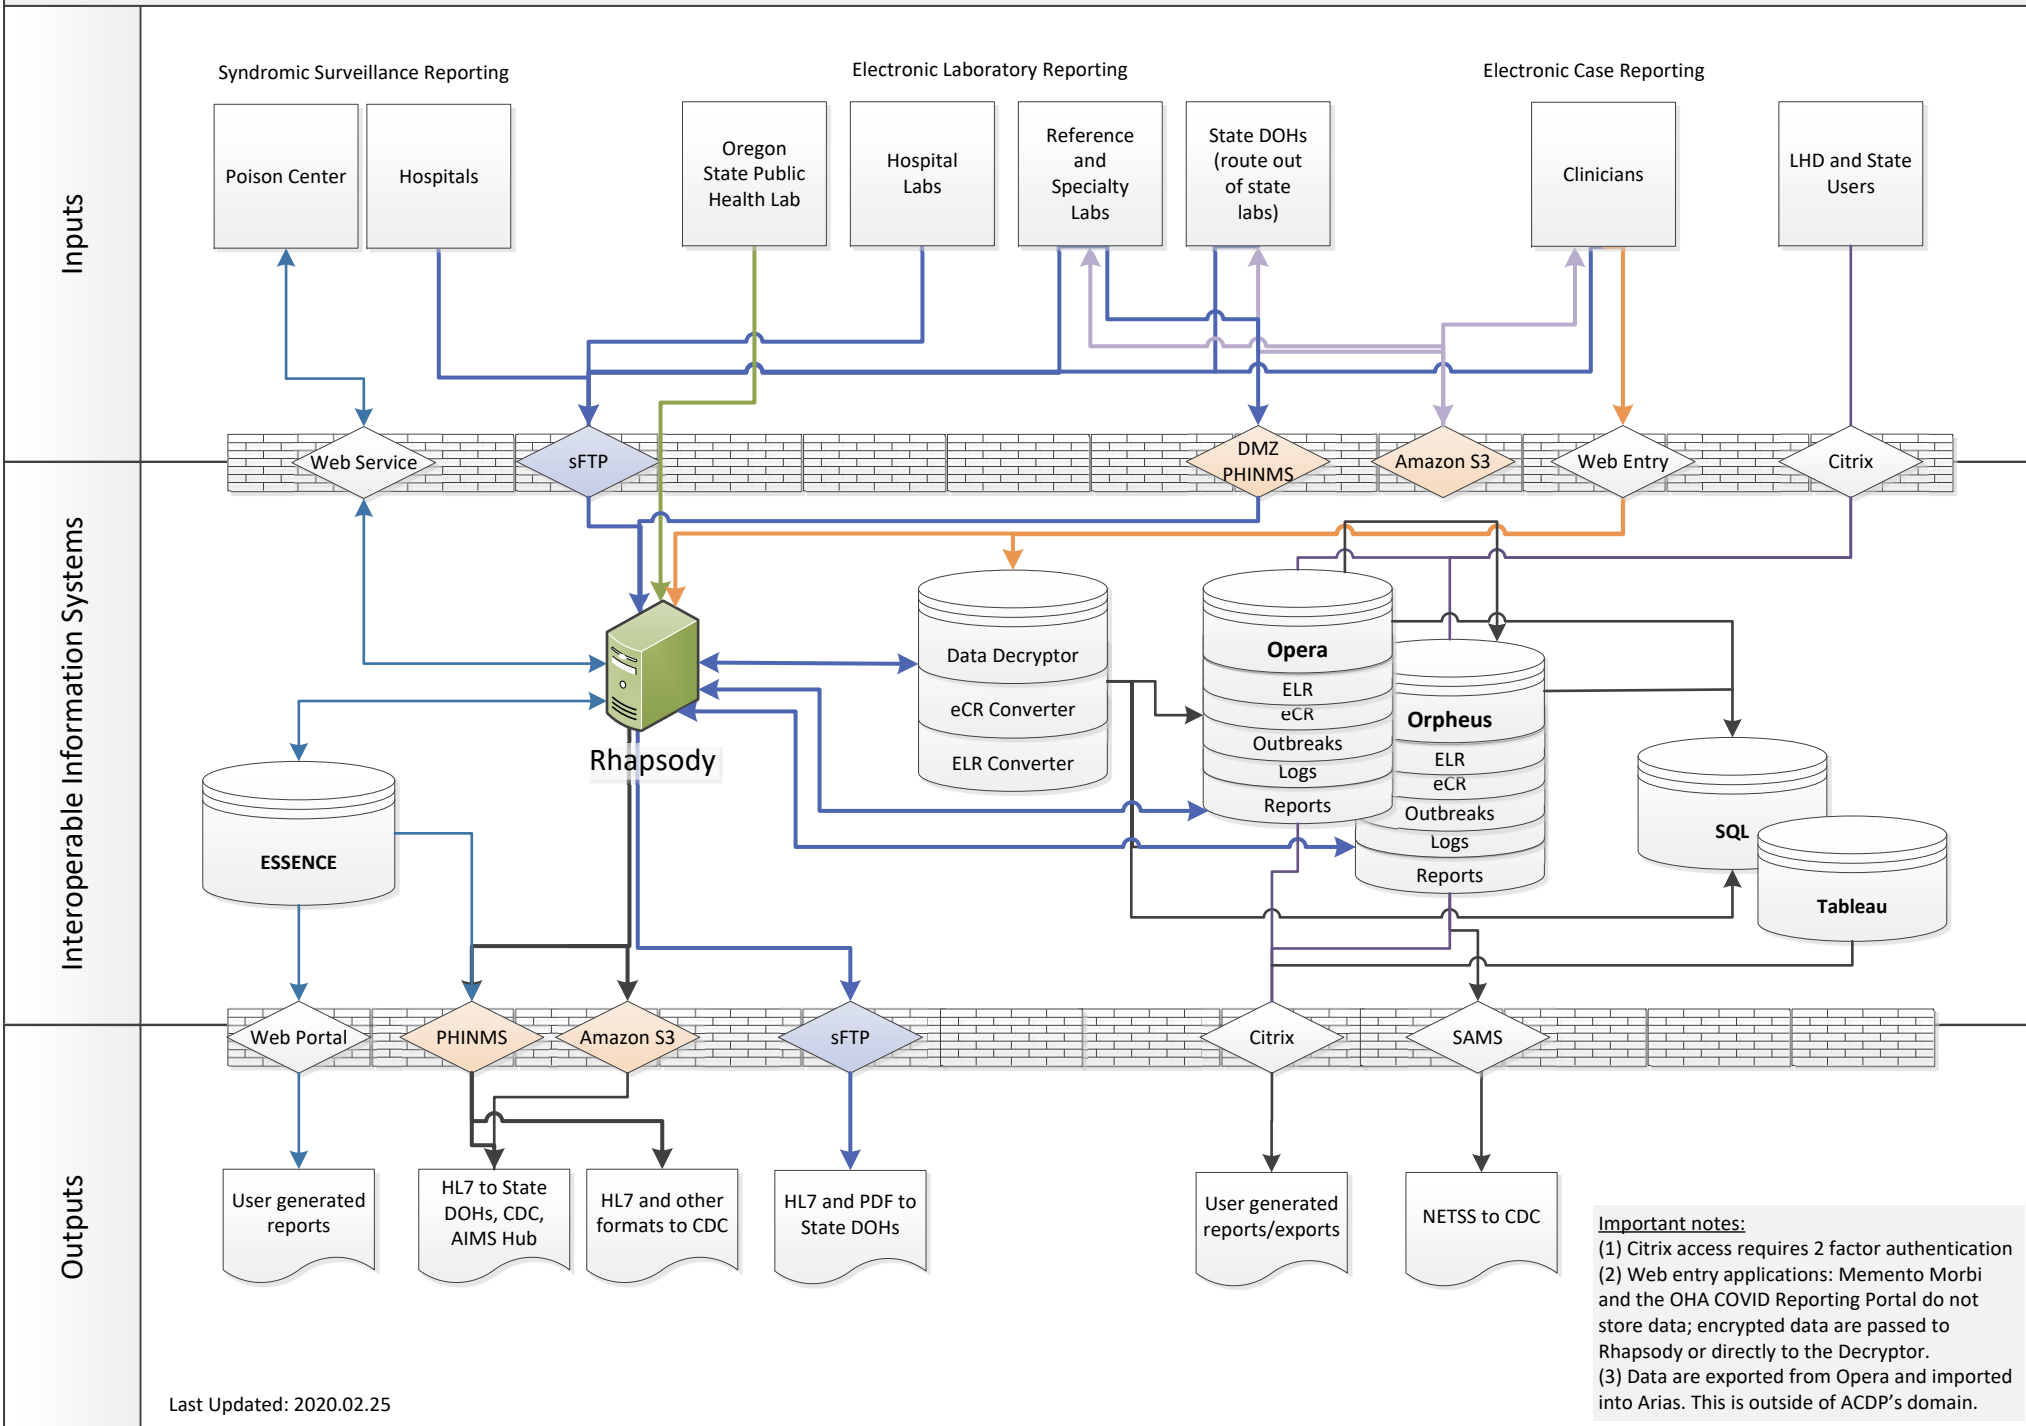 Inputs
Syndromic Surveillance Reporting
Electronic Laboratory Reporting
Electronic Case Reporting
Poison Center
Hospitals
Oregon
State Public
Health Lab
Hospital
Labs
Reference
and
Specialty
Labs
State DOHs
(route out
of state
labs)
Clinicians
LHD and State
Users
Web Service
sFTP
DMZ
PHINMS
Amazon S3
Web Entry
Citrix
Interoperable Information Systems
Rhapsody
Data Decryptor
eCR Converter
ELR Converter
Opera
ELR
eCR
Outbreaks
Logs
Reports
Orpheus
ELR
eCR
Outbreaks
Logs
Reports
SQL
Tableau
ESSENCE
Web Portal
PHINMS
Amazon S3
sFTP
Citrix
SAMS
Outputs
User generated
reports
HL7 to State
DOHs, CDC,
AIMS Hub
HL7 and other
formats to CDC
HL7 and PDF to
State DOHs
User generated
reports/exports
NETSS to CDC
Important notes:
(1) Citrix access requires 2 factor authentication
(2) Web entry applications: Memento Morbi
and the OHA COVID Reporting Portal do not
store data; encrypted data are passed to
Rhapsody or directly to the Decryptor.
(3) Data are exported from Opera and imported
into Arias. This is outside of ACDP’s domain.
Last Updated: 2020.02.25